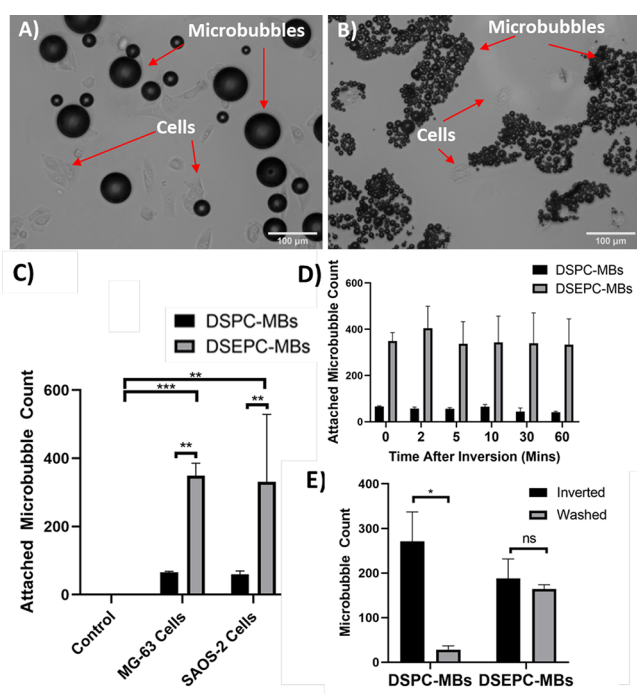 A)
Microbubbles
Cells
100 µm
B)
Microbubbles
Cells
100 µm
C)
DSPC-MBs
DSEPC-MBs
Attached Microbubble Count
600
400
200
0
**
***
**
**
Control
MG-63 Cells
SAOS-2 Cells
D)
DSPC-MBs
DSEPC-MBs
Attached Microbubble Count
600
400
200
0
0 2 5 10 30 60
Time After Inversion (Mins)
E)
Inverted
Washed
Microbubble Count
400
300
200
100
0
*
ns
DSPC-MBs DSEPC-MBs